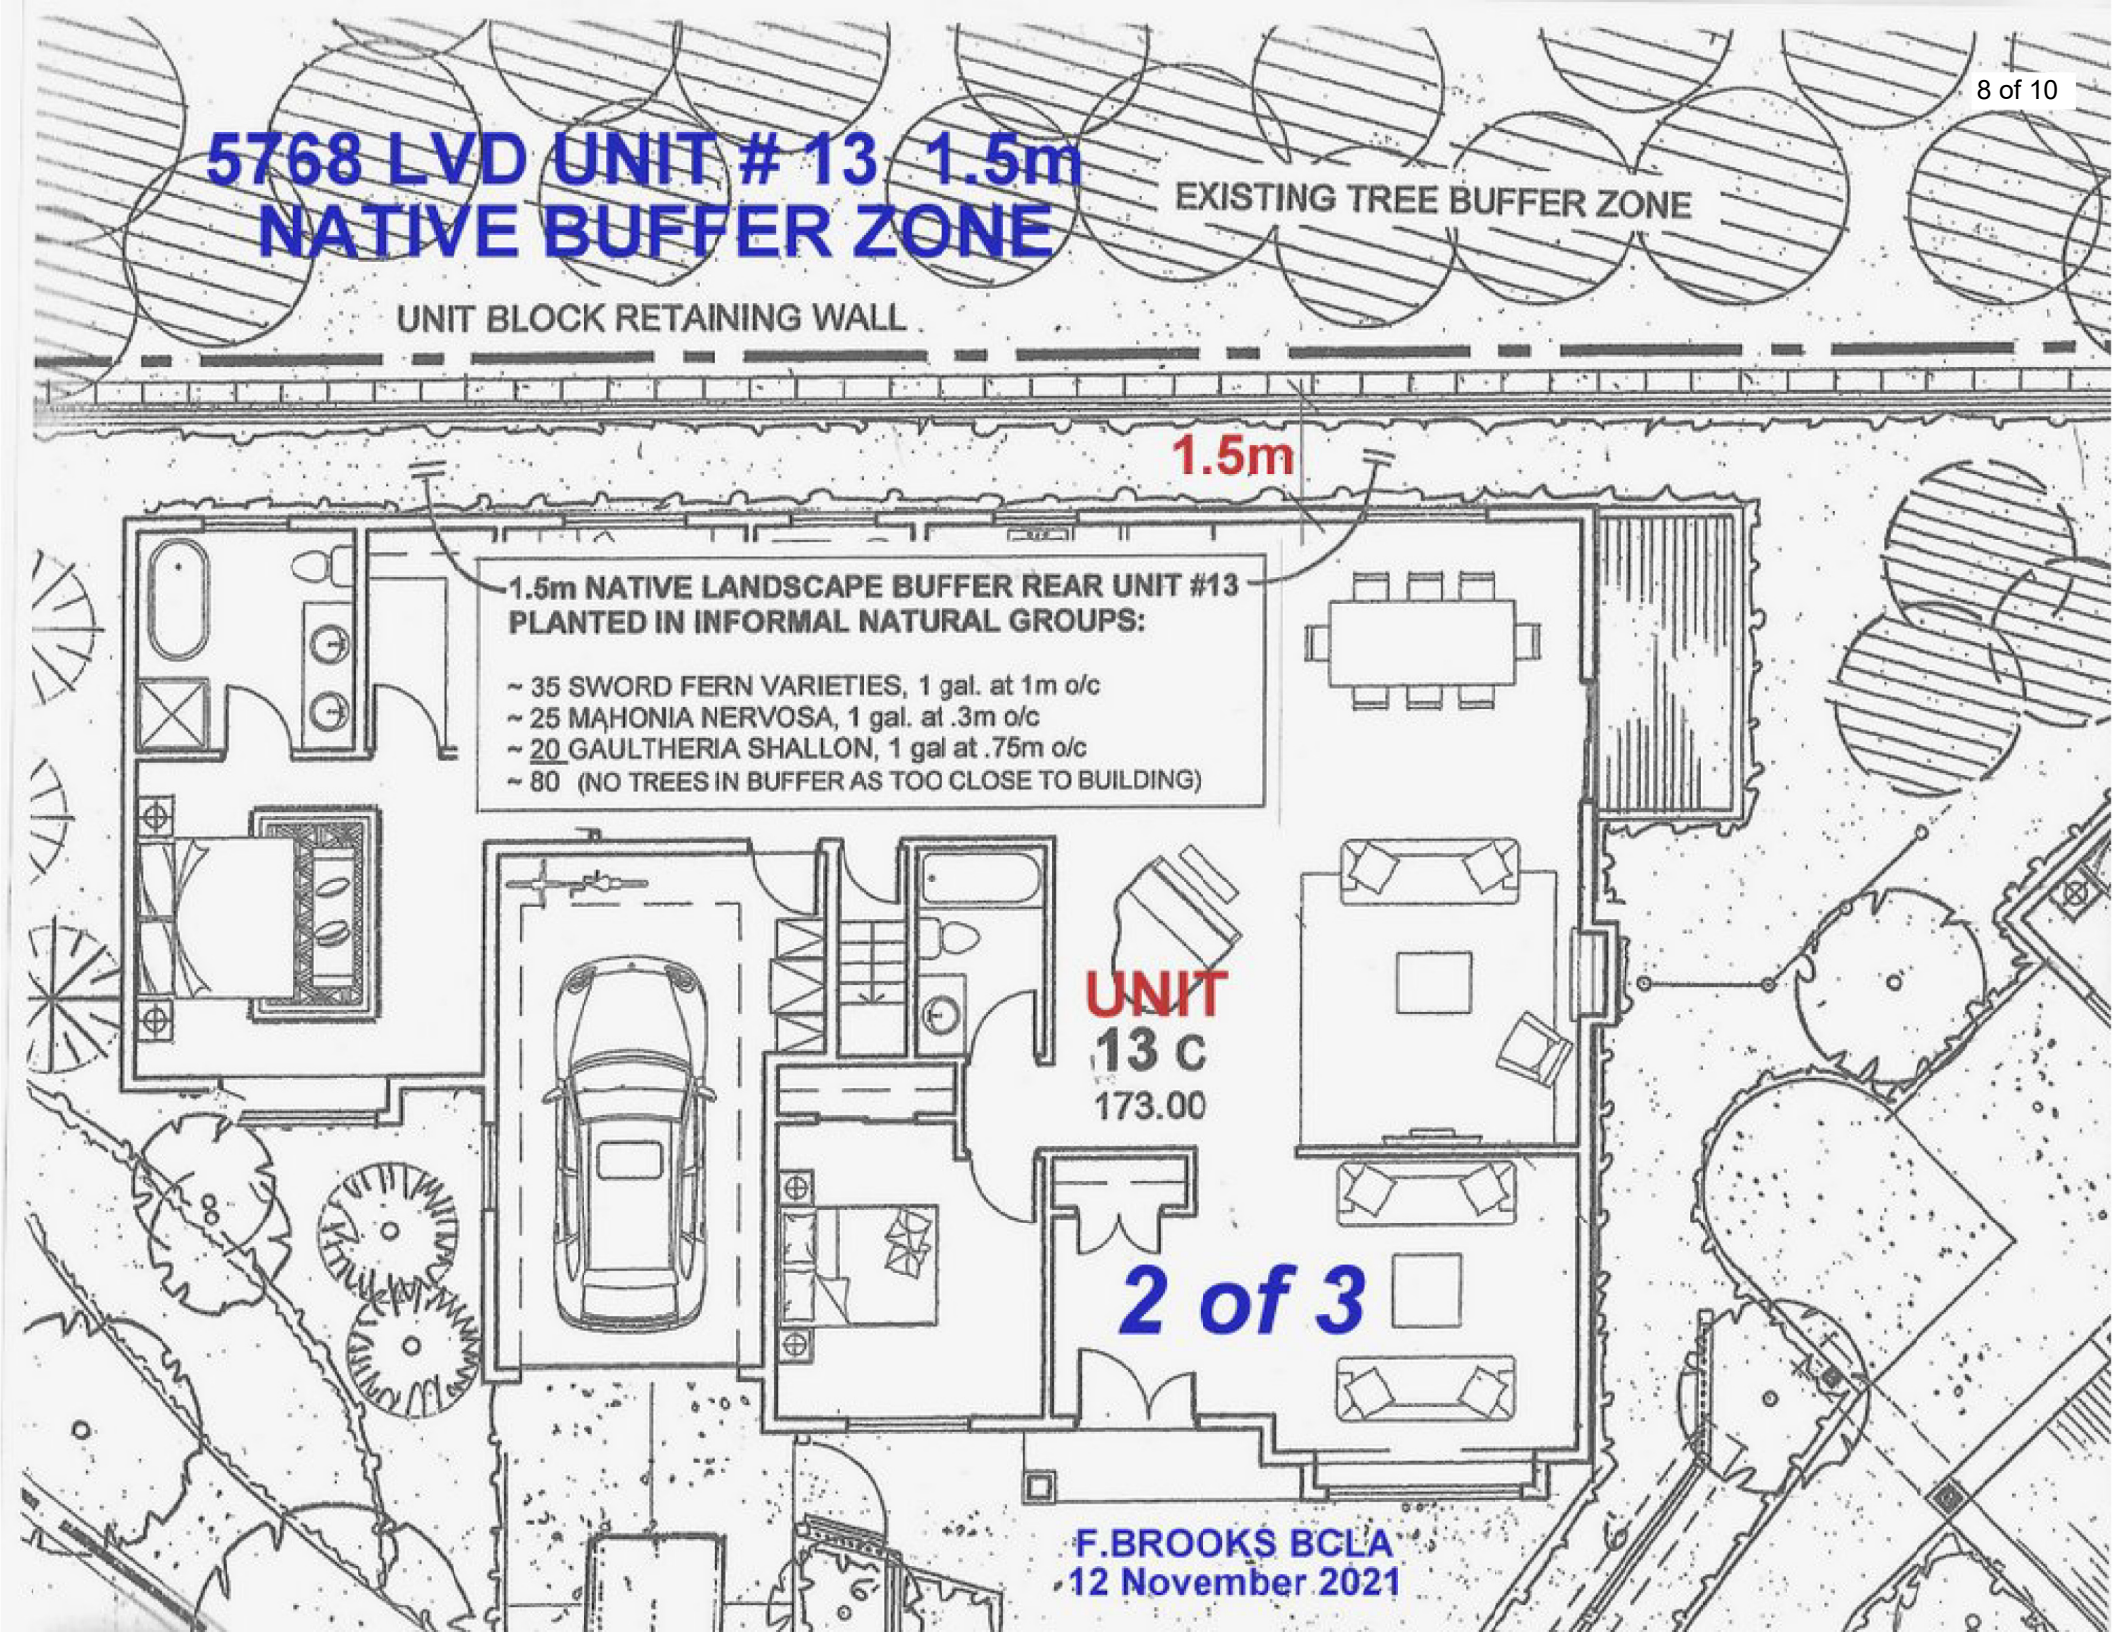 8 of 10
5768 LVD UNIT # 13 1.5m
NATIVE BUFFER ZONE
EXISTING TREE BUFFER ZONE
UNIT BLOCK RETAINING WALL
1.5m
1.5m NATIVE LANDSCAPE BUFFER REAR UNIT #13
PLANTED IN INFORMAL NATURAL GROUPS:
~ 35 SWORD FERN VARIETIES, 1 gal. at 1m o/c
~ 25 MAHONIA NERVOSA, 1 gal. at .3m o/c
~ 20 GAULTHERIA SHALLON, 1 gal at .75m o/c
~ 80 (NO TREES IN BUFFER AS TOO CLOSE TO BUILDING)
UNIT
13 C
173.00
2 of 3
F.BROOKS BCLA
12 November 2021